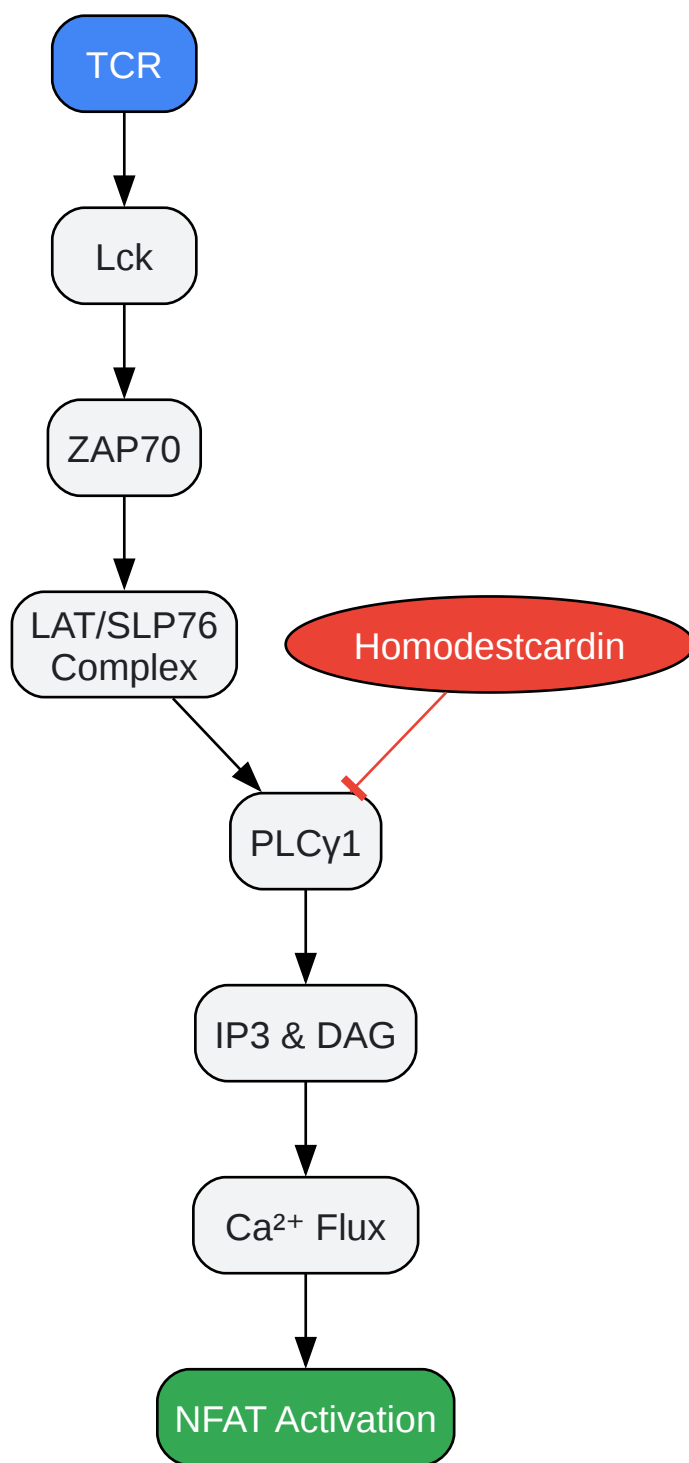 TCR
Lck
ZAP70
LAT/SLP76
Complex
Homodestcardin
PLCγ1
IP3 & DAG
Ca²⁺ Flux
NFAT Activation